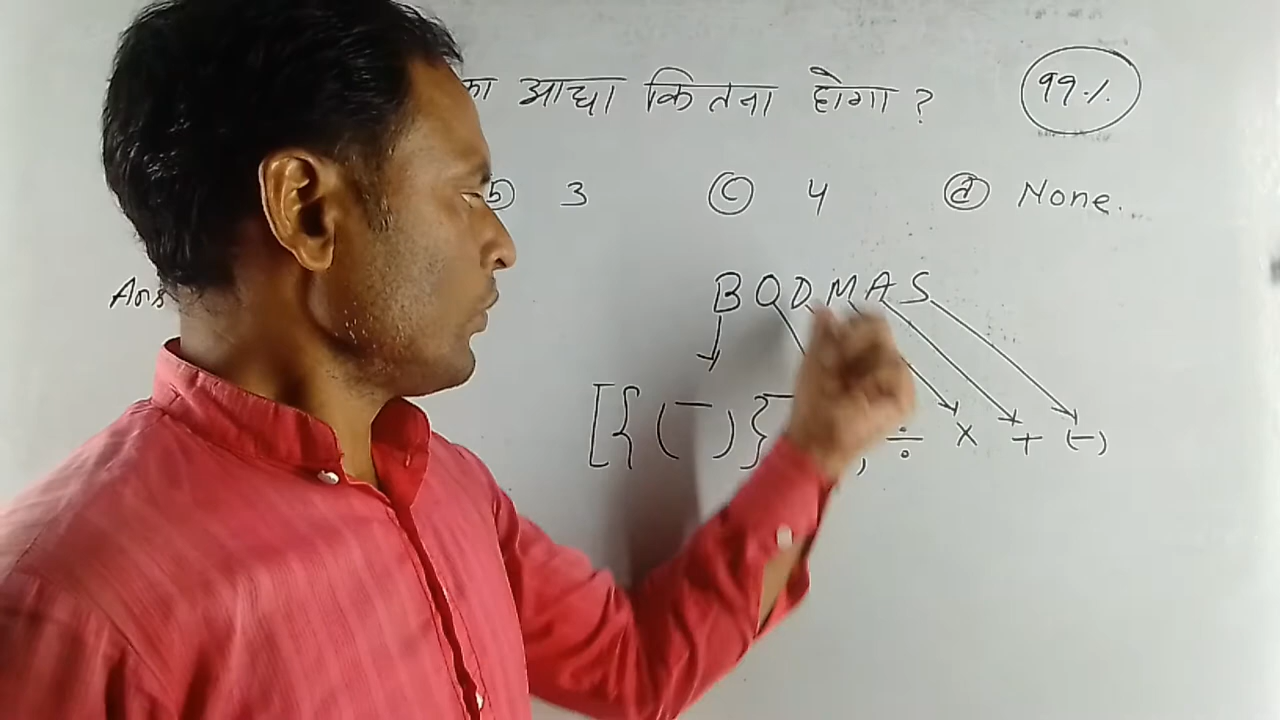 का आधा कितना होगा ? 99%
b 3 c 4 d None.
Ans
BODMAS
[{(‾)} , ÷ × + (-)